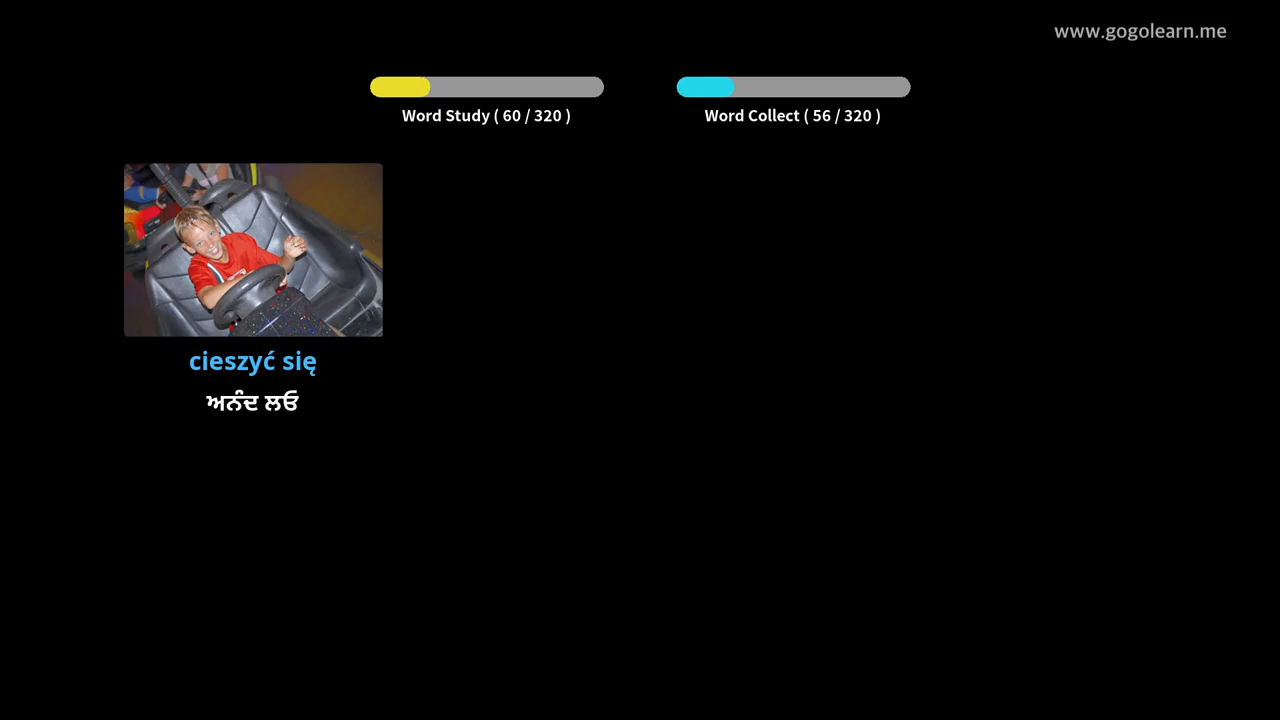 www.gogolearn.me
Word Study ( 60 / 320 )
Word Collect ( 56 / 320 )
cieszyć się
ਅਨੰਦ ਲਓ